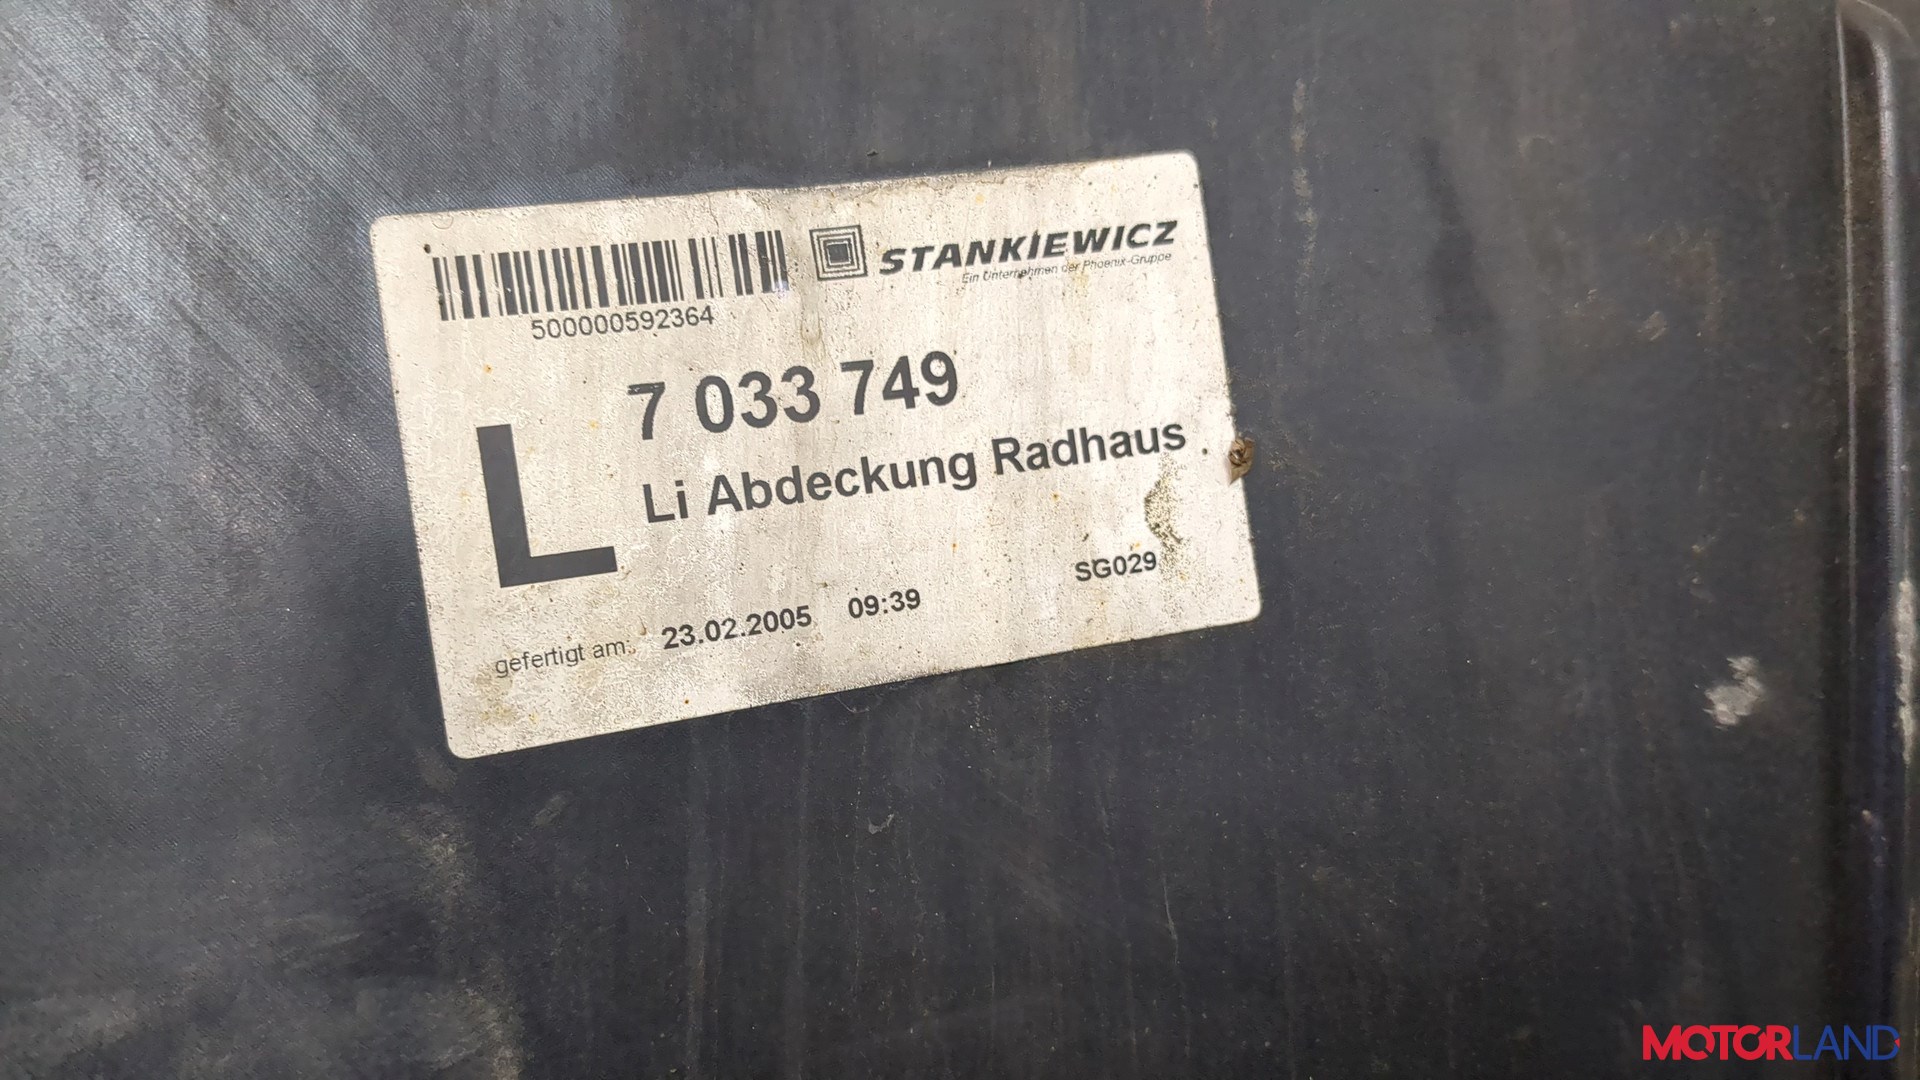 STANKIEWICZ
Ein Unternehmen der Phoenix-Gruppe
500000592364
7 033 749
L
Li Abdeckung Radhaus
SG029
gefertigt am: 23.02.2005 09:39
MOTORLAND